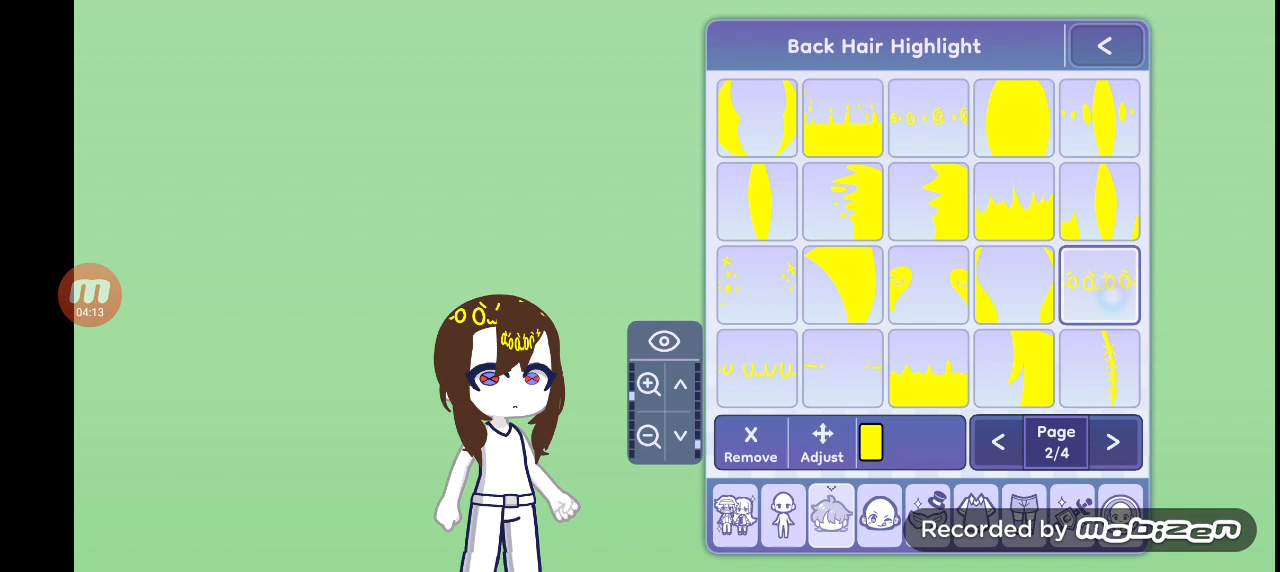 Back Hair Highlight
<
04:13
X
Remove
Adjust
<
Page
2/4
>
Recorded by mobizen